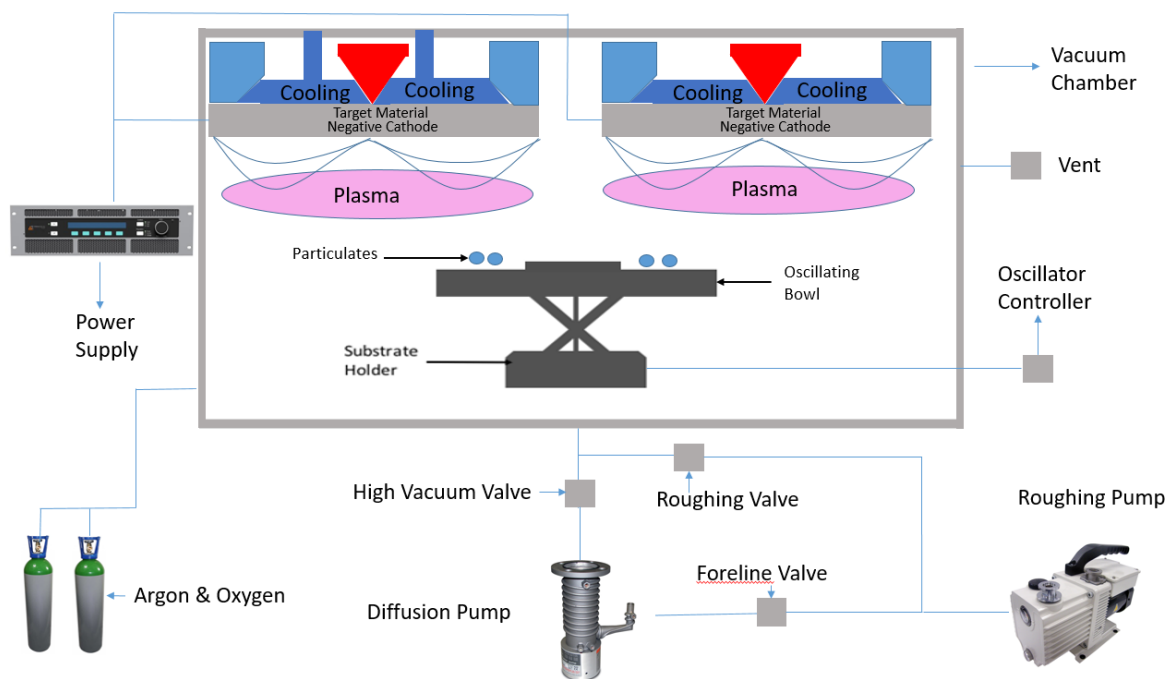 Cooling
Cooling
Target Material
Negative Cathode
Plasma
Cooling
Cooling
Target Material
Negative Cathode
Plasma
Vacuum
Chamber
Vent
Particulates
Oscillating
Bowl
Oscillator
Controller
Power
Supply
Substrate
Holder
High Vacuum Valve
Roughing Valve
Roughing Pump
Argon & Oxygen
Diffusion Pump
Foreline Valve